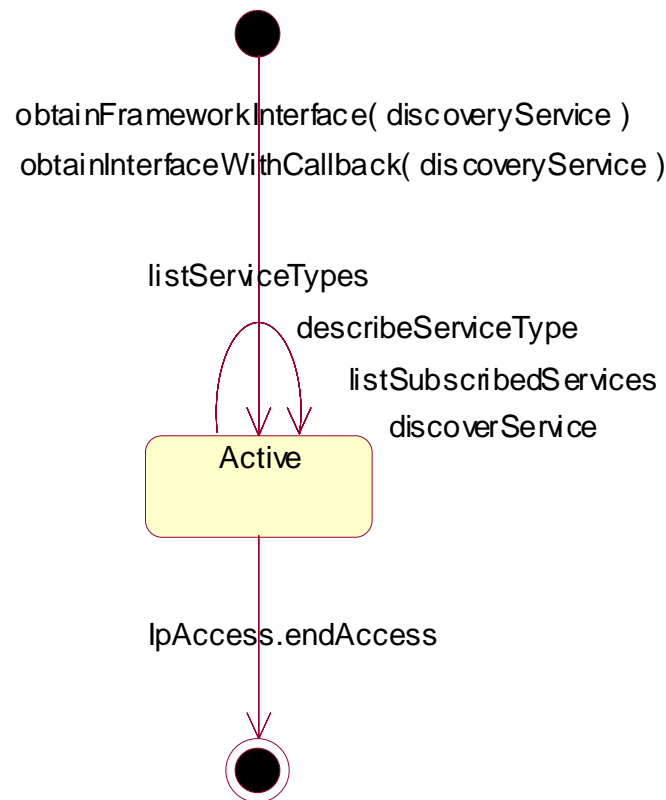 obtainFrameworkInterface( discoveryService )
obtainInterfaceWithCallback( discoveryService )
listServiceTypes
describeServiceType
listSubscribedServices
discoverService
Active
IpAccess.endAccess